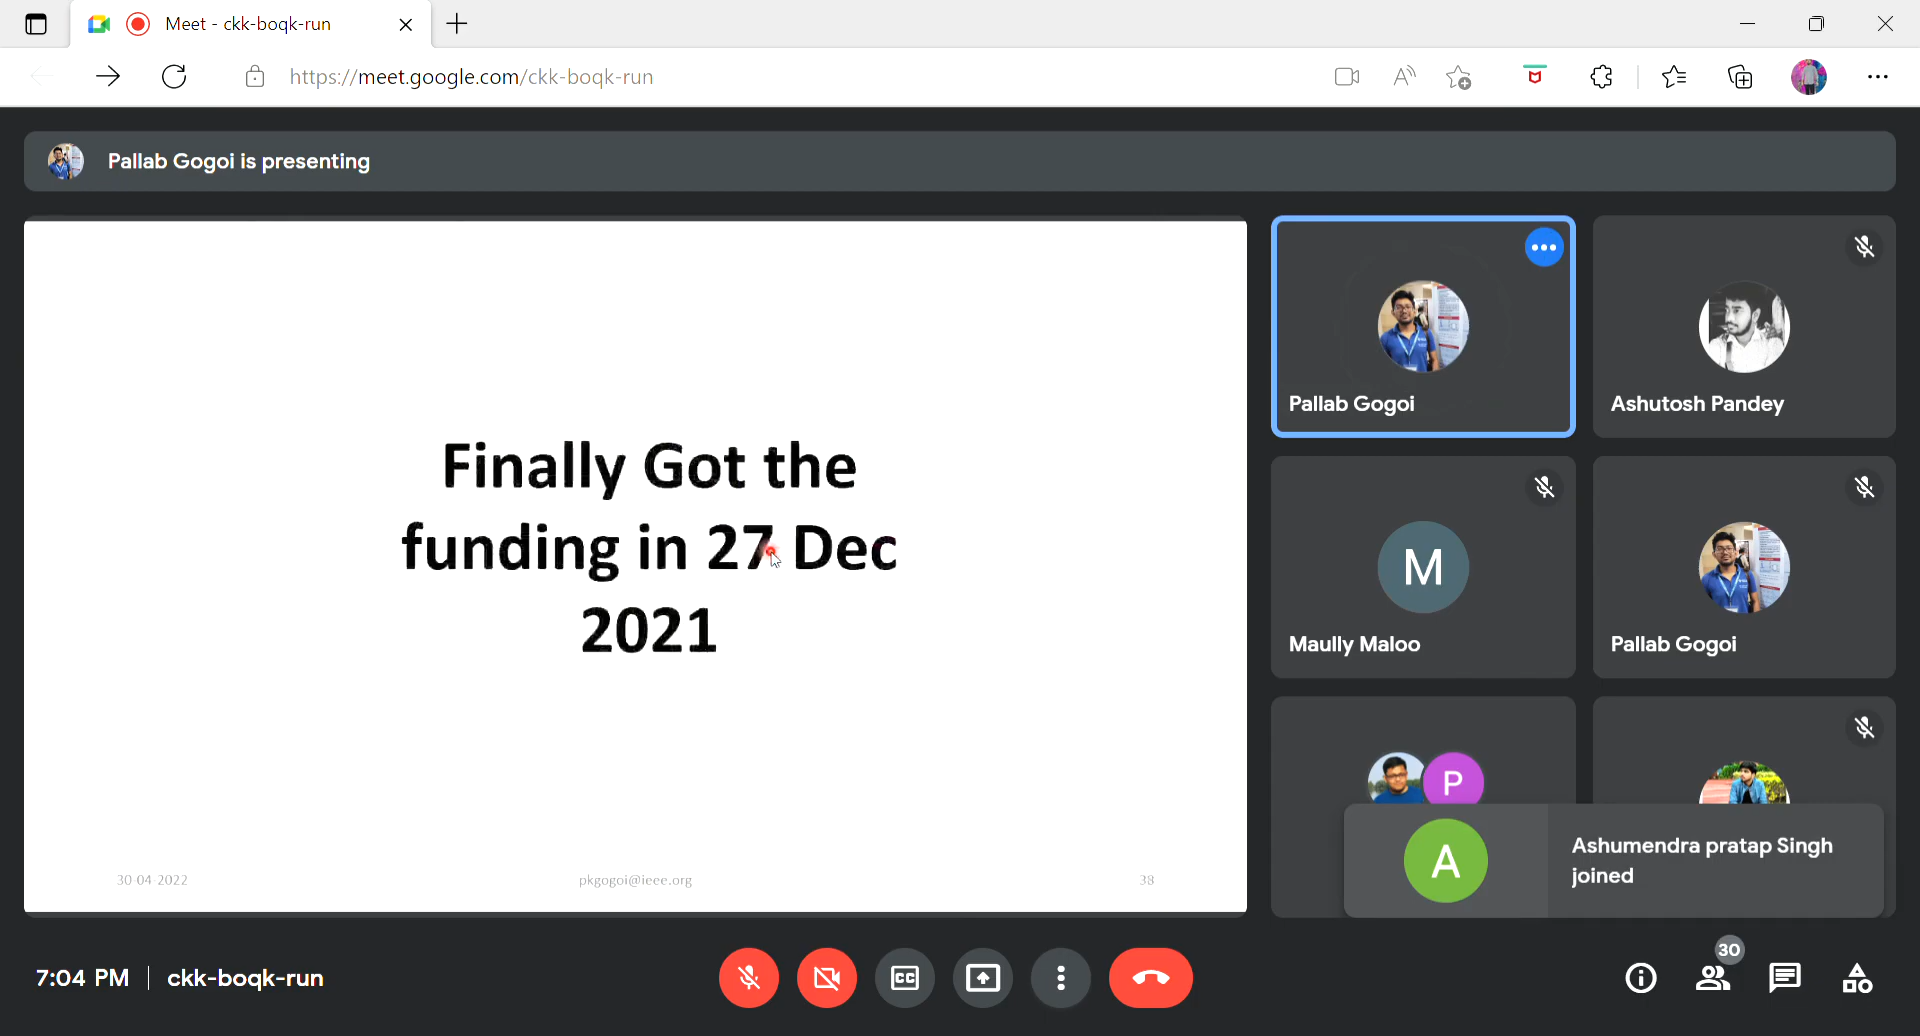 Meet - ckk-boqk-run
https://meet.google.com/ckk-boqk-run
Pallab Gogoi is presenting
Finally Got the
funding in 27 Dec
2021
30-04-2022
pkgogoi@ieee.org
38
Pallab Gogoi
Ashutosh Pandey
M
Maully Maloo
Pallab Gogoi
P
A
Ashumendra pratap Singh
joined
7:04 PM
ckk-boqk-run
CC
30